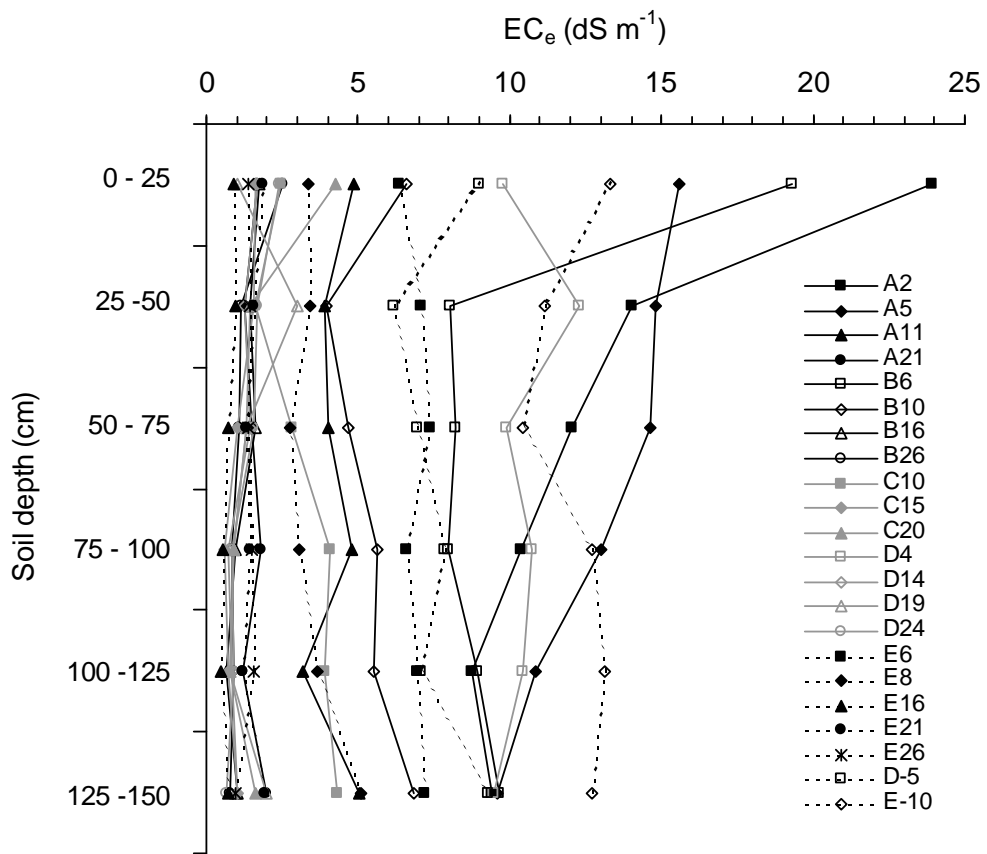 ECe (dS m-1)
0 5 10 15 20 25
Soil depth (cm)
0 - 25
25 -50
50 - 75
75 - 100
100 -125
125 -150
A2
A5
A11
A21
B6
B10
B16
B26
C10
C15
C20
D4
D14
D19
D24
E6
E8
E16
E21
E26
D-5
E-10